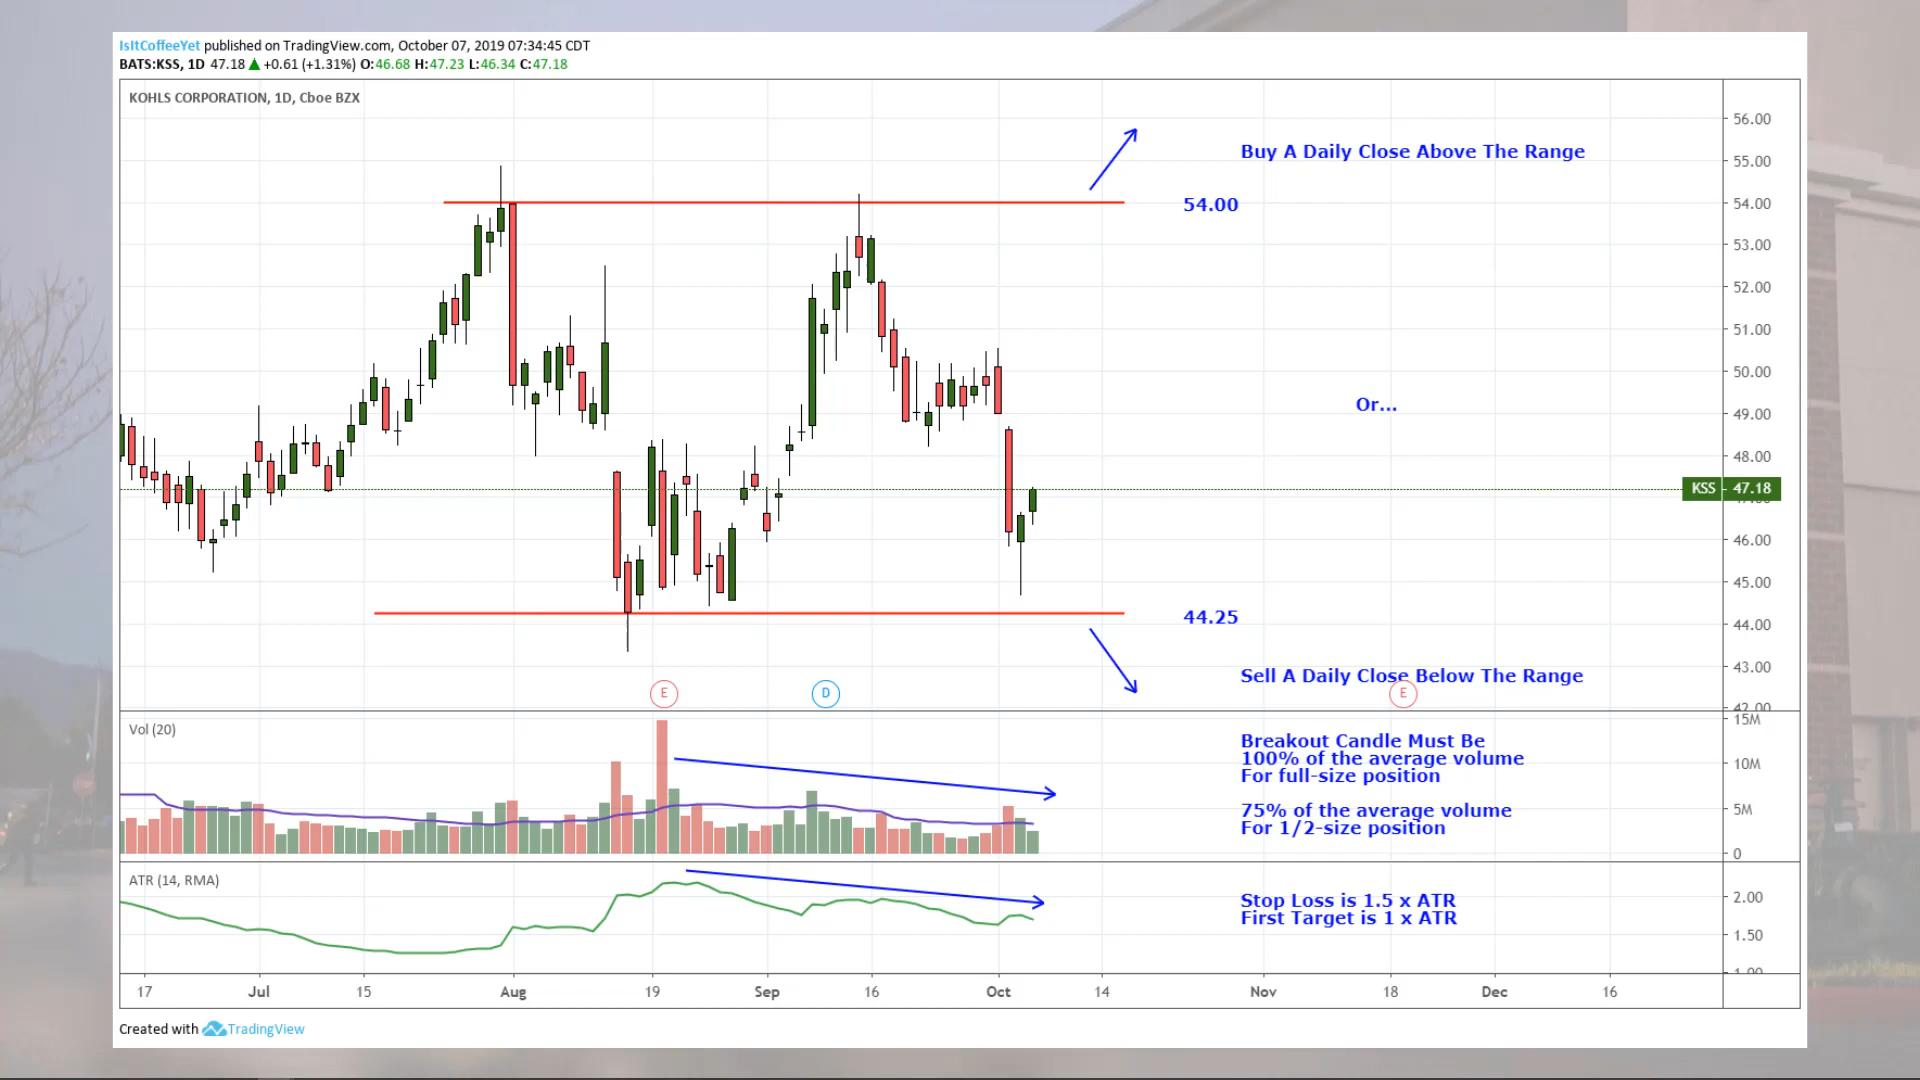 IsItCoffeeYet published on TradingView.com, October 07, 2019 07:34:45 CDT
BATS:KSS, 1D 47.18 ▲ +0.61 (+1.31%) O:46.68 H:47.23 L:46.34 C:47.18
KOHLS CORPORATION, 1D, Cboe BZX
56.00
Buy A Daily Close Above The Range
55.00
54.00
54.00
53.00
52.00
51.00
50.00
Or...
49.00
48.00
KSS 47.18
46.00
45.00
44.25
44.00
43.00
Sell A Daily Close Below The Range
E
D
E
42.00
Vol (20)
15M
Breakout Candle Must Be
100% of the average volume
10M
For full-size position
75% of the average volume
5M
For 1/2-size position
0
ATR (14, RMA)
2.00
Stop Loss is 1.5 x ATR
First Target is 1 x ATR
1.50
1.00
17 Jul 15 Aug 19 Sep 16 Oct 14 Nov 18 Dec 16
Created with TradingView